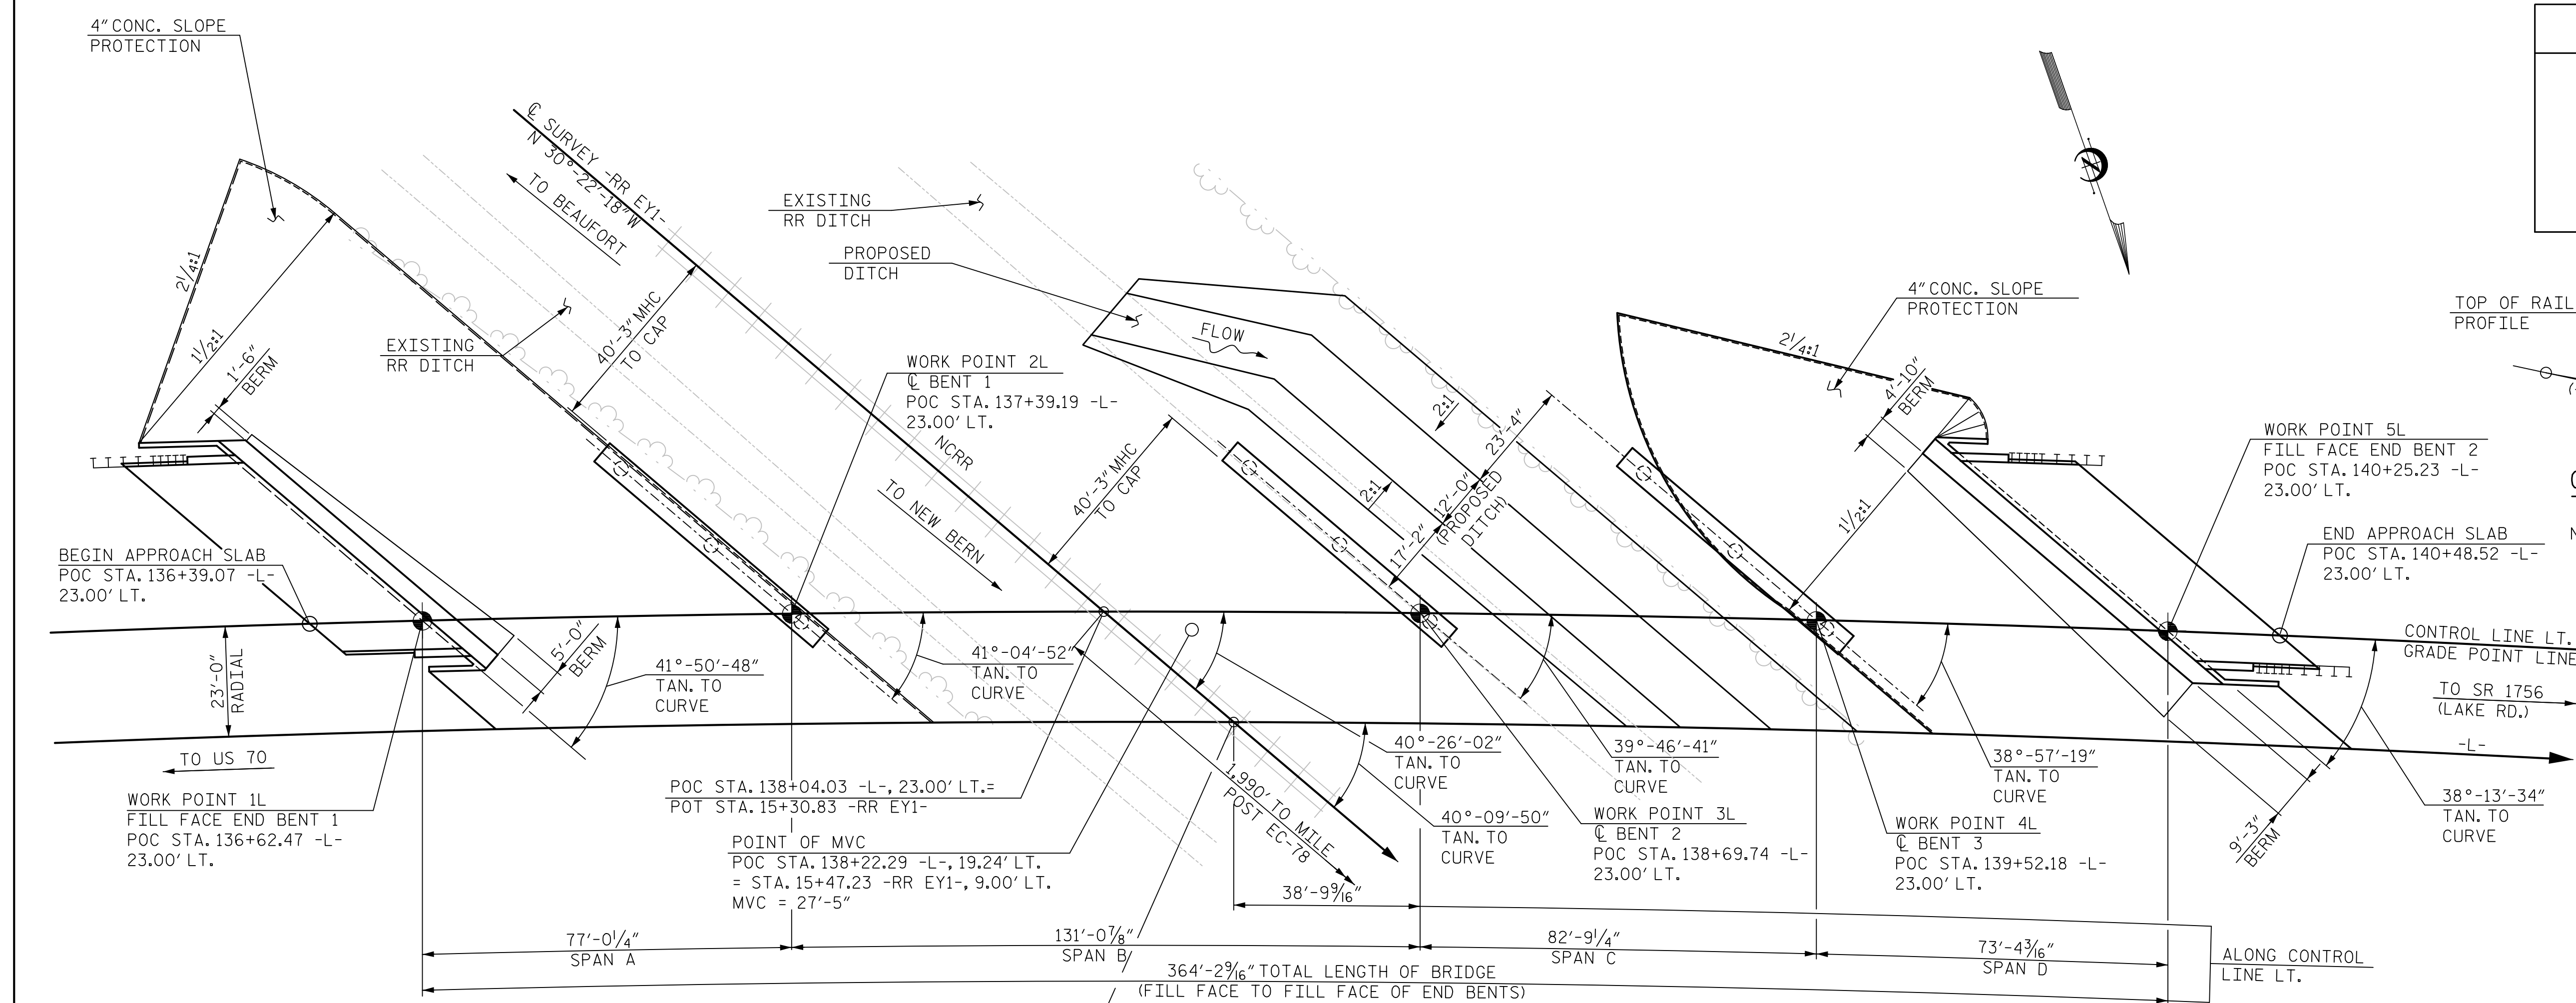 4" CONC. SLOPE
PROTECTION
℄ SURVEY -RR EY1-
N 30°-22'-18" W
TO BEAUFORT
EXISTING
RR DITCH
PROPOSED
DITCH
2¼:1
1½:1
1'-6"
BERM
EXISTING
RR DITCH
40'-3" MHC
TO CAP
FLOW
4" CONC. SLOPE
PROTECTION
2¼:1
4'-10"
BERM
TOP OF RAIL
PROFILE
WORK POINT 2L
℄ BENT 1
POC STA. 137+39.19 -L-
23.00' LT.
NCRR
TO NEW BERN
40'-3" MHC
TO CAP
2:1
2:1
23'-4"
12'-0"
(PROPOSED
DITCH)
17'-2"
1½:1
WORK POINT 5L
FILL FACE END BENT 2
POC STA. 140+25.23 -L-
23.00' LT.
END APPROACH SLAB
POC STA. 140+48.52 -L-
23.00' LT.
BEGIN APPROACH SLAB
POC STA. 136+39.07 -L-
23.00' LT.
23'-0"
RADIAL
5'-0"
BERM
41°-50'-48"
TAN. TO
CURVE
41°-04'-52"
TAN. TO
CURVE
40°-26'-02"
TAN. TO
CURVE
39°-46'-41"
TAN. TO
CURVE
38°-57'-19"
TAN. TO
CURVE
CONTROL LINE LT.
GRADE POINT LINE
TO SR 1756
(LAKE RD.)
-L-
TO US 70
WORK POINT 1L
FILL FACE END BENT 1
POC STA. 136+62.47 -L-
23.00' LT.
POC STA. 138+04.03 -L-, 23.00' LT.=
POT STA. 15+30.83 -RR EY1-
POINT OF MVC
POC STA. 138+22.29 -L-, 19.24' LT.
= STA. 15+47.23 -RR EY1-, 9.00' LT.
MVC = 27'-5"
1,990' TO MILE
POST EC-78
40°-09'-50"
TAN. TO
CURVE
WORK POINT 3L
℄ BENT 2
POC STA. 138+69.74 -L-
23.00' LT.
WORK POINT 4L
℄ BENT 3
POC STA. 139+52.18 -L-
23.00' LT.
9'-3"
BERM
38°-13'-34"
TAN. TO
CURVE
38'-9 9/16"
77'-0¼"
SPAN A
131'-0⅞"
SPAN B
82'-9¼"
SPAN C
73'-4 3/16"
SPAN D
ALONG CONTROL
LINE LT.
364'-2 9/16" TOTAL LENGTH OF BRIDGE
(FILL FACE TO FILL FACE OF END BENTS)